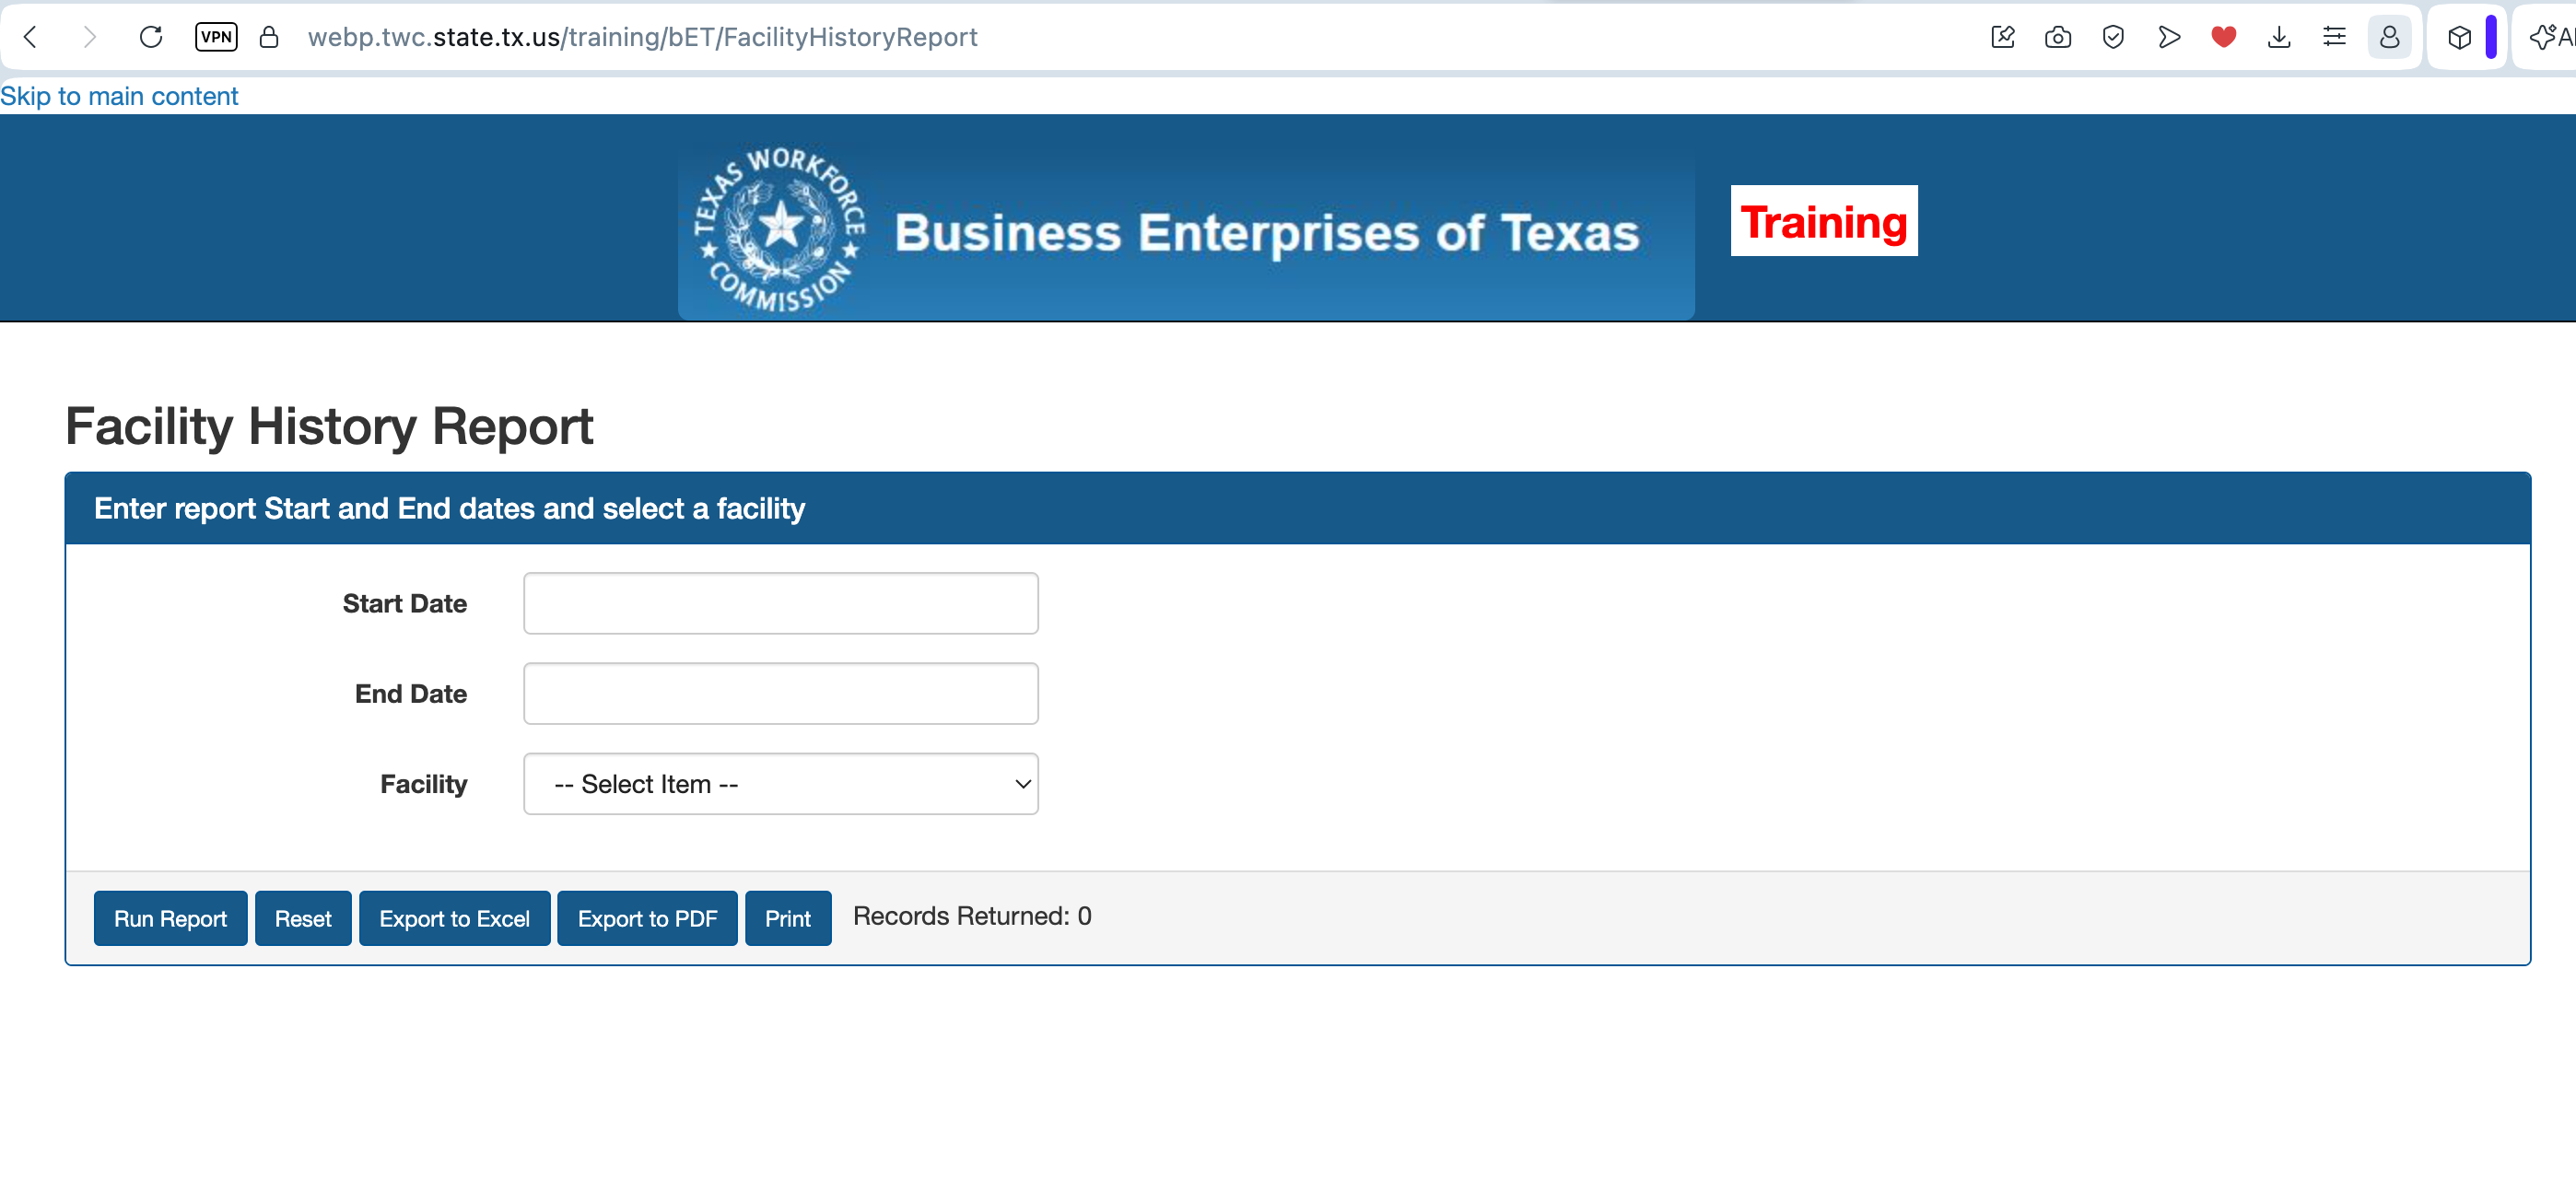 VPN
webp.twc.state.tx.us/training/bET/FacilityHistoryReport
Skip to main content
TEXAS WORKFORCE COMMISSION
Business Enterprises of Texas
Training
Facility History Report
Enter report Start and End dates and select a facility
Start Date
End Date
Facility
-- Select Item --
Run Report
Reset
Export to Excel
Export to PDF
Print
Records Returned: 0